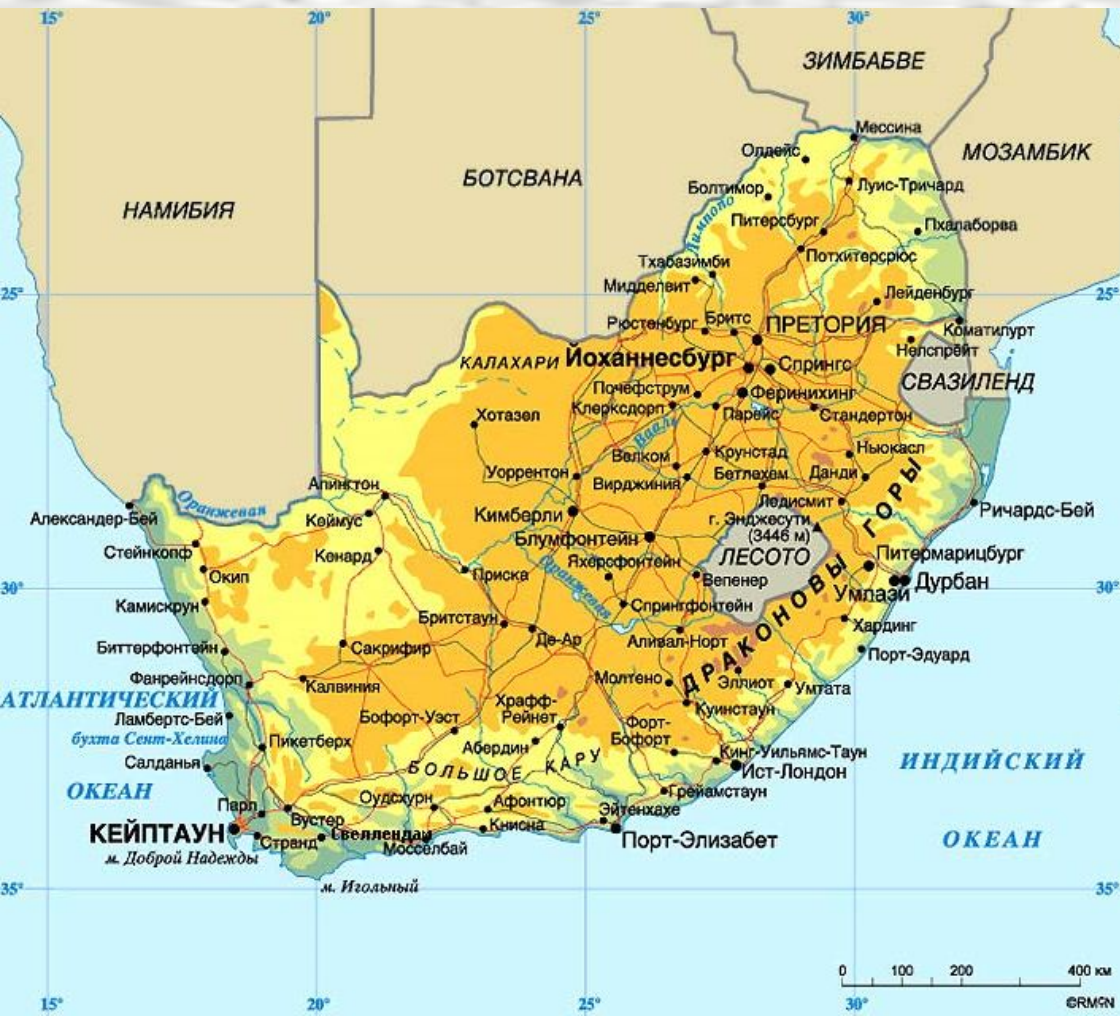 15°
20°
25°
30°
ЗИМБАБВЕ
Мессина
МОЗАМБИК
Олдейс
БОТСВАНА
Болтимор
Луис-Тричард
НАМИБИЯ
Лимпопо
Питерсбург
Пхалаборва
Тхабазимби
Потхитерсрюс
Мидделвит
25°
25°
Лейденбург
Рюстенбург
Бритс
ПРЕТОРИЯ
Коматипурт
Нелспрёйт
КАЛАХАРИ
Йоханнесбург
Спрингс
СВАЗИЛЕНД
Почефструм
Феринихинг
Клерксдорп
Парейс
Стандертон
Хотазел
Вааль
Велком
Крунстад
Ньюкасл
Уоррентон
Вирджиния
Бетлехем
Данди
Апингтон
Ледисмит
Оранжевая
Александер-Бей
Кеймус
Кимберли
г. Энджесути
(3446 м)
Ричардс-Бей
Стейнкопф
Кенард
Блумфонтейн
ЛЕСОТО
Питермарицбург
Окип
Приска
Яхерсфонтейн
Вепенер
Дурбан
30°
30°
Оранжевая
Умлази
Камискрун
Бритстаун
Спрингфонтейн
ДРАКОНОВЫ ГОРЫ
Хардинг
Биттерфонтейн
Сакрифир
Де-Ар
Аливал-Норт
Порт-Эдуард
Фанрейнсдорп
Калвиния
Молтено
Эллиот
Умтата
АТЛАНТИЧЕСКИЙ
Храфф-
Рейнет
Куинстаун
Ламбертс-Бей
Бофорт-Уэст
Форт-
Бофорт
бухта Сент-Хелина
Пикетберх
Абердин
Кинг-Уильямс-Таун
ИНДИЙСКИЙ
Салданья
БОЛЬШОЕ КАРУ
Ист-Лондон
ОКЕАН
Оудсхурн
Афонтюр
Грейамстаун
Парл
Вустер
Эйтенхахе
КЕЙПТАУН
Свеллендам
Книсна
Порт-Элизабет
ОКЕАН
Странд
Мосселбай
м. Доброй Надежды
м. Игольный
35°
35°
0
100
200
400 км
15°
20°
25°
30°